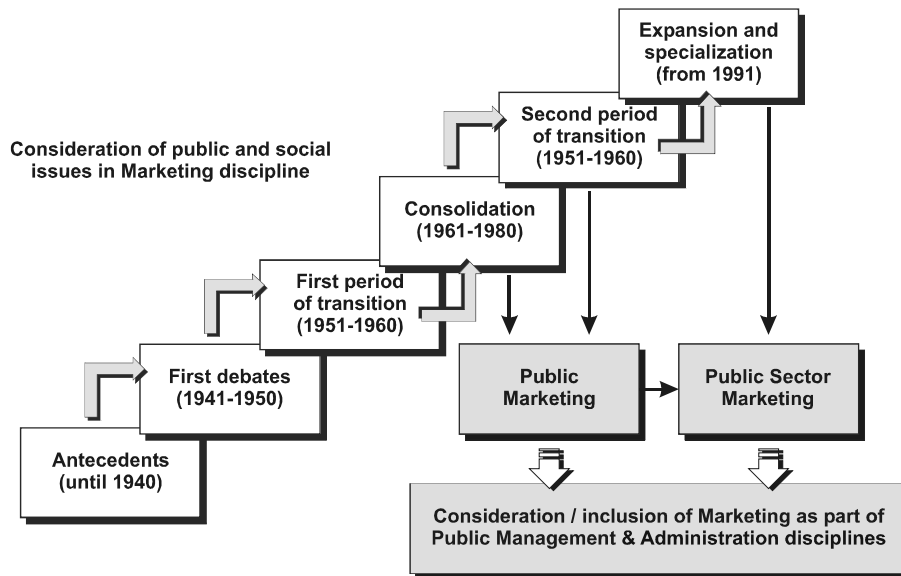 Expansion and
specialization
(from 1991)
Second period
of transition
(1951-1960)
Consideration of public and social
issues in Marketing discipline
Consolidation
(1961-1980)
First period
of transition
(1951-1960)
First debates
(1941-1950)
Antecedents
(until 1940)
Public
Marketing
Public Sector
Marketing
Consideration / inclusion of Marketing as part of
Public Management & Administration disciplines